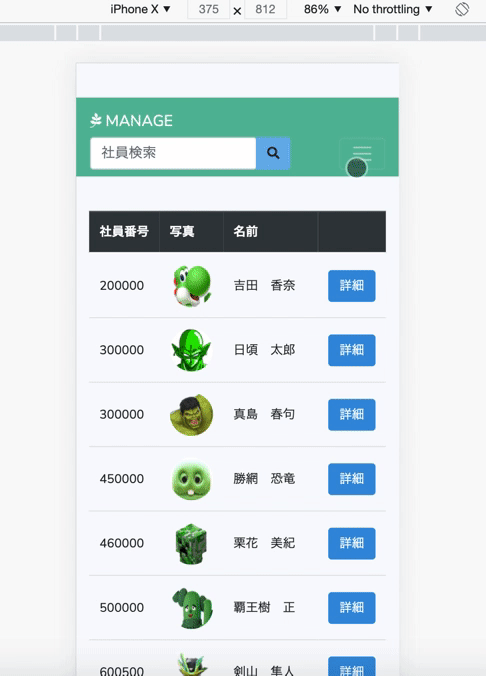 iPhone X ▼ 375 × 812 86% ▼ No throttling ▼
MANAGE
社員検索
社員番号 写真 名前
200000 吉田 香奈 詳細
300000 日頃 太郎 詳細
300000 真島 春句 詳細
450000 勝網 恐竜 詳細
460000 栗花 美紀 詳細
500000 覇王樹 正 詳細
600500 剣山 隼人 詳細